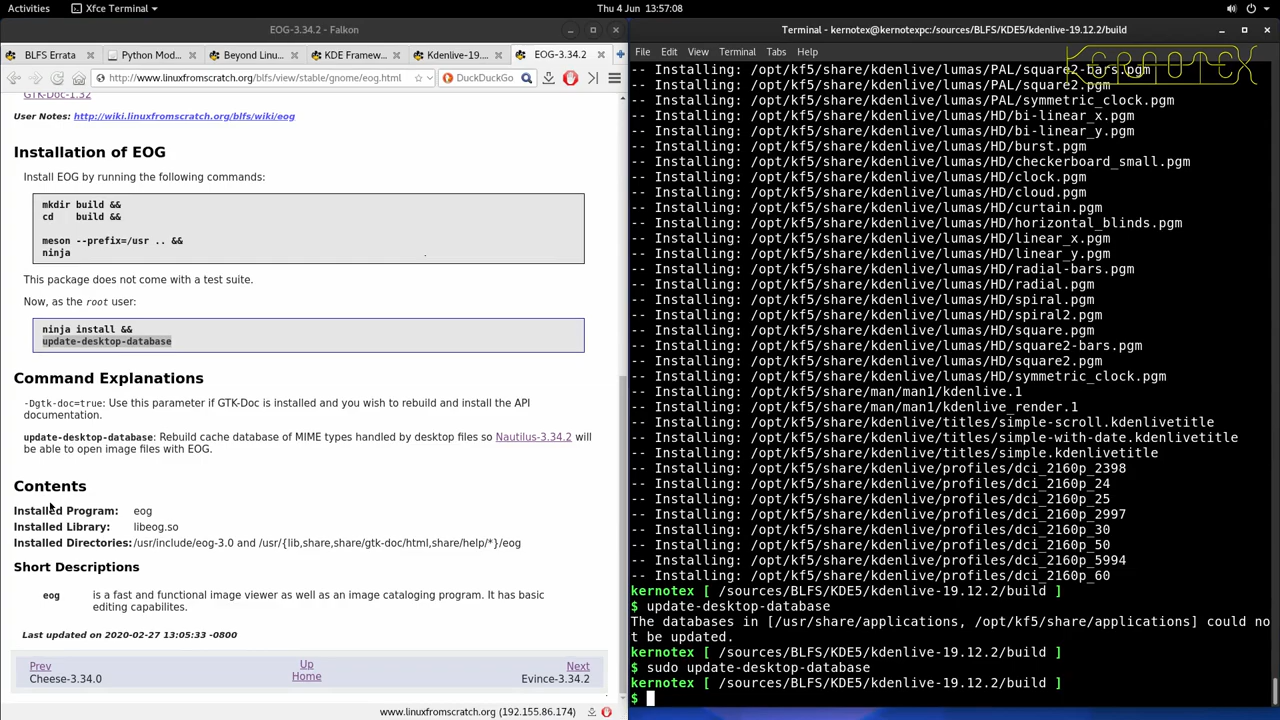 Activities
Xfce Terminal
Thu 4 Jun 13:57:08
EOG-3.34.2 - Falkon
BLFS Errata
Python Mod...
Beyond Linu...
KDE Framew...
Kdenlive-19....
EOG-3.34.2
http://www.linuxfromscratch.org/blfs/view/stable/gnome/eog.html
DuckDuckGo
GTK-Doc-1.32
User Notes: http://wiki.linuxfromscratch.org/blfs/wiki/eog
Installation of EOG
Install EOG by running the following commands:
mkdir build &&
cd    build &&
meson --prefix=/usr .. &&
ninja
This package does not come with a test suite.
Now, as the root user:
ninja install &&
update-desktop-database
Command Explanations
-Dgtk-doc=true: Use this parameter if GTK-Doc is installed and you wish to rebuild and install the API
documentation.
update-desktop-database: Rebuild cache database of MIME types handled by desktop files so Nautilus-3.34.2 will
be able to open image files with EOG.
Contents
Installed Program: eog
Installed Library: libeog.so
Installed Directories: /usr/include/eog-3.0 and /usr/{lib,share,share/gtk-doc/html,share/help/*}/eog
Short Descriptions
eog is a fast and functional image viewer as well as an image cataloging program. It has basic
editing capabilites.
Last updated on 2020-02-27 13:05:33 -0800
Prev Up Next
Cheese-3.34.0 Home Evince-3.34.2
www.linuxfromscratch.org (192.155.86.174)
Terminal - kernotex@kernotexpc:/sources/BLFS/KDE5/kdenlive-19.12.2/build
File Edit View Terminal Tabs Help
KERNOTEX
-- Installing: /opt/kf5/share/kdenlive/lumas/PAL/square2-bars.pgm
-- Installing: /opt/kf5/share/kdenlive/lumas/PAL/square2.pgm
-- Installing: /opt/kf5/share/kdenlive/lumas/PAL/symmetric_clock.pgm
-- Installing: /opt/kf5/share/kdenlive/lumas/HD/bi-linear_x.pgm
-- Installing: /opt/kf5/share/kdenlive/lumas/HD/bi-linear_y.pgm
-- Installing: /opt/kf5/share/kdenlive/lumas/HD/burst.pgm
-- Installing: /opt/kf5/share/kdenlive/lumas/HD/checkerboard_small.pgm
-- Installing: /opt/kf5/share/kdenlive/lumas/HD/clock.pgm
-- Installing: /opt/kf5/share/kdenlive/lumas/HD/cloud.pgm
-- Installing: /opt/kf5/share/kdenlive/lumas/HD/curtain.pgm
-- Installing: /opt/kf5/share/kdenlive/lumas/HD/horizontal_blinds.pgm
-- Installing: /opt/kf5/share/kdenlive/lumas/HD/linear_x.pgm
-- Installing: /opt/kf5/share/kdenlive/lumas/HD/linear_y.pgm
-- Installing: /opt/kf5/share/kdenlive/lumas/HD/radial-bars.pgm
-- Installing: /opt/kf5/share/kdenlive/lumas/HD/radial.pgm
-- Installing: /opt/kf5/share/kdenlive/lumas/HD/spiral.pgm
-- Installing: /opt/kf5/share/kdenlive/lumas/HD/spiral2.pgm
-- Installing: /opt/kf5/share/kdenlive/lumas/HD/square.pgm
-- Installing: /opt/kf5/share/kdenlive/lumas/HD/square2-bars.pgm
-- Installing: /opt/kf5/share/kdenlive/lumas/HD/square2.pgm
-- Installing: /opt/kf5/share/kdenlive/lumas/HD/symmetric_clock.pgm
-- Installing: /opt/kf5/share/man/man1/kdenlive.1
-- Installing: /opt/kf5/share/man/man1/kdenlive_render.1
-- Installing: /opt/kf5/share/kdenlive/titles/simple-scroll.kdenlivetitle
-- Installing: /opt/kf5/share/kdenlive/titles/simple-with-date.kdenlivetitle
-- Installing: /opt/kf5/share/kdenlive/titles/simple.kdenlivetitle
-- Installing: /opt/kf5/share/kdenlive/profiles/dci_2160p_2398
-- Installing: /opt/kf5/share/kdenlive/profiles/dci_2160p_24
-- Installing: /opt/kf5/share/kdenlive/profiles/dci_2160p_25
-- Installing: /opt/kf5/share/kdenlive/profiles/dci_2160p_2997
-- Installing: /opt/kf5/share/kdenlive/profiles/dci_2160p_30
-- Installing: /opt/kf5/share/kdenlive/profiles/dci_2160p_50
-- Installing: /opt/kf5/share/kdenlive/profiles/dci_2160p_5994
-- Installing: /opt/kf5/share/kdenlive/profiles/dci_2160p_60
kernotex [ /sources/BLFS/KDE5/kdenlive-19.12.2/build ]
$ update-desktop-database
The databases in [/usr/share/applications, /opt/kf5/share/applications] could no
t be updated.
kernotex [ /sources/BLFS/KDE5/kdenlive-19.12.2/build ]
$ sudo update-desktop-database
kernotex [ /sources/BLFS/KDE5/kdenlive-19.12.2/build ]
$